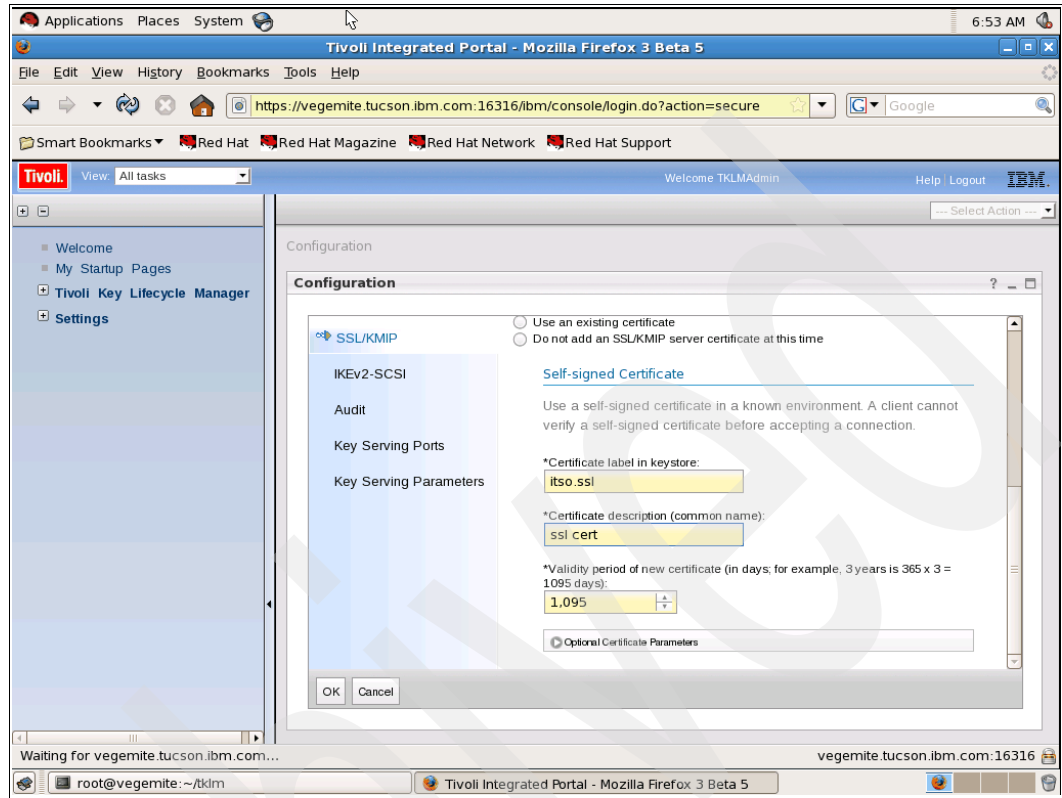 Applications Places System 6:53 AM
Tivoli Integrated Portal - Mozilla Firefox 3 Beta 5
File Edit View History Bookmarks Tools Help
https://vegemite.tucson.ibm.com:16316/ibm/console/login.do?action=secure G Google
Smart Bookmarks Red Hat Red Hat Magazine Red Hat Network Red Hat Support
Tivoli. View: All tasks Welcome TKLMAdmin Help Logout IBM.
--- Select Action ---
Welcome
My Startup Pages
Tivoli Key Lifecycle Manager
Settings
Configuration
Configuration ?
SSL/KMIP
IKEv2-SCSI
Audit
Key Serving Ports
Key Serving Parameters
Use an existing certificate
Do not add an SSL/KMIP server certificate at this time
Self-signed Certificate
Use a self-signed certificate in a known environment. A client cannot
verify a self-signed certificate before accepting a connection.
*Certificate label in keystore:
itso.ssl
*Certificate description (common name):
ssl cert
*Validity period of new certificate (in days; for example, 3 years is 365 x 3 =
1095 days):
1,095
Optional Certificate Parameters
OK Cancel
Waiting for vegemite.tucson.ibm.com... vegemite.tucson.ibm.com:16316
root@vegemite:~/tklm Tivoli Integrated Portal - Mozilla Firefox 3 Beta 5